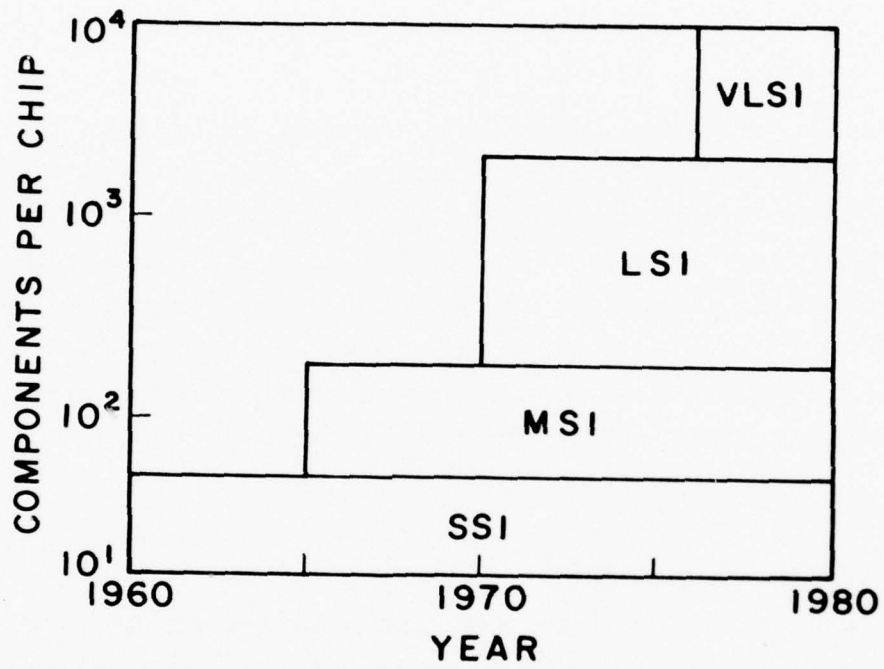 COMPONENTS PER CHIP
10⁴
VLSI
10³
LSI
10²
MSI
SSI
10¹
1960 1970 1980
YEAR